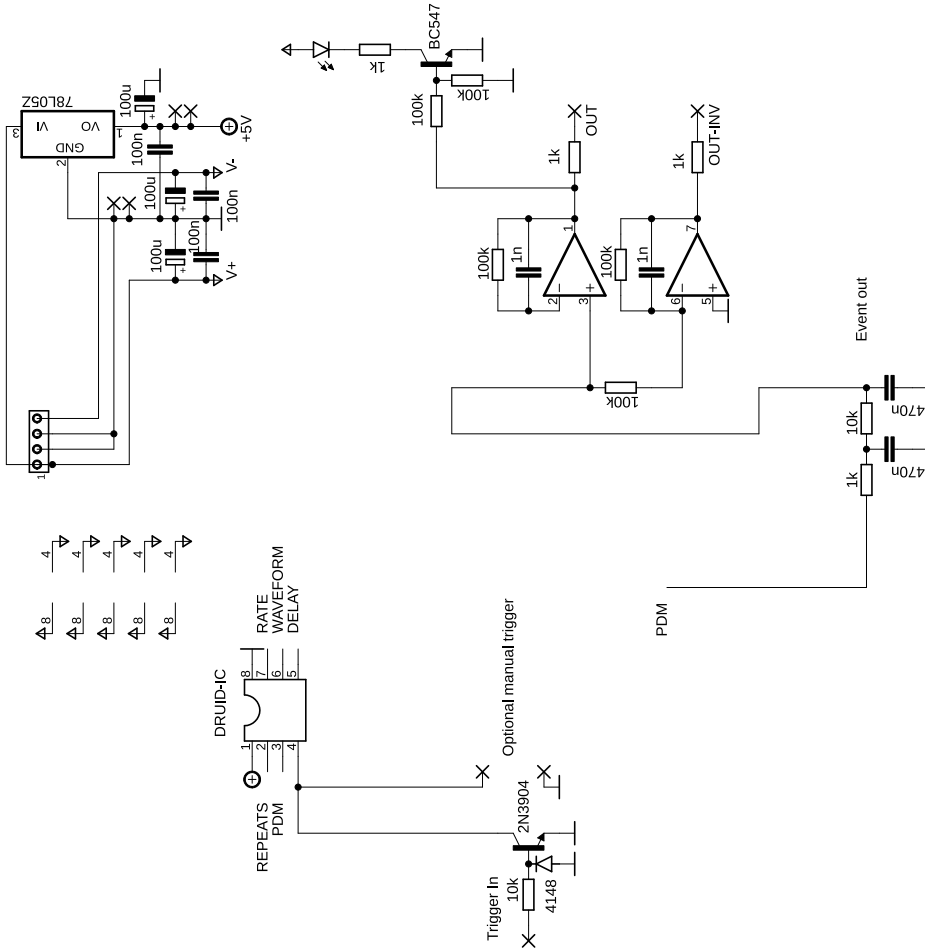 BC547
1k
100k
100k
78L05Z
VI
VO
GND
3
1
2
100u
100n
+5V
V-
100u
100n
100u
100n
V+
1
OUT
1k
OUT-INV
1k
1
7
100k
1n
100k
1n
2
−
3
+
6
−
5
+
100k
Event out
470n
10k
470n
1k
PDM
4
4
4
4
4
8
8
8
8
8
RATE
WAVEFORM
DELAY
DRUID-IC
8
7
6
5
1
2
3
4
REPEATS
PDM
Optional manual trigger
2N3904
Trigger In
10k
4148